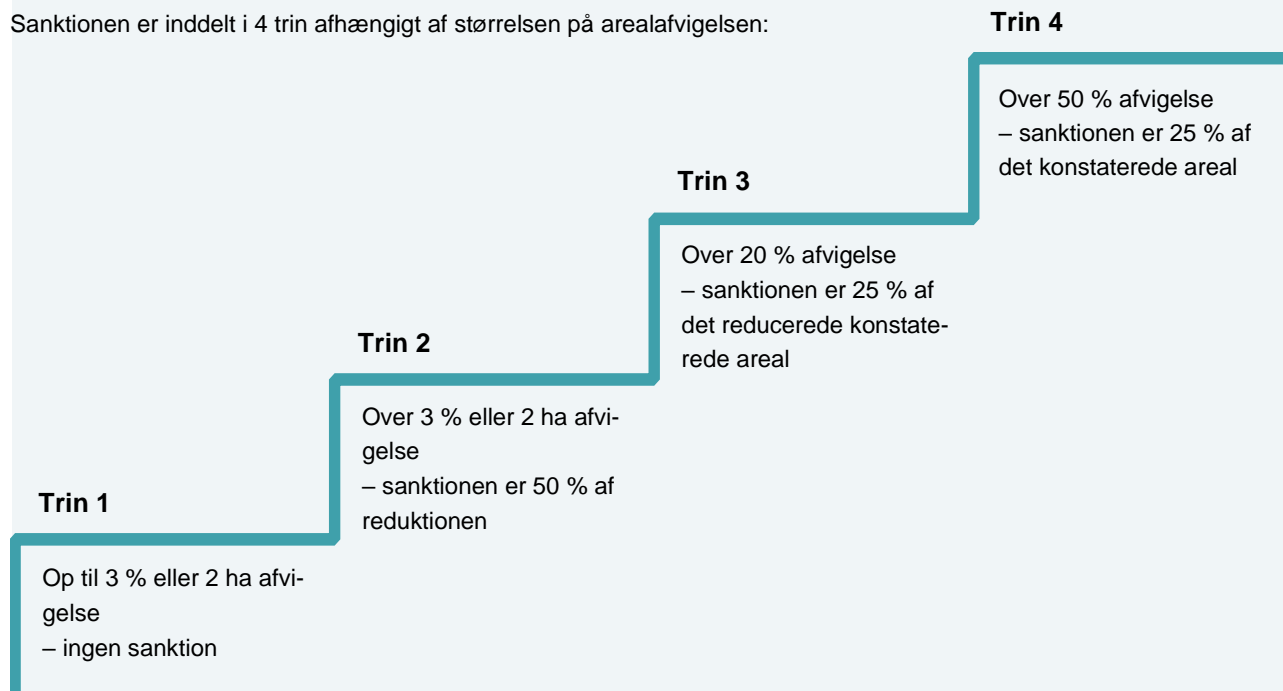 Sanktionen er inddelt i 4 trin afhængigt af størrelsen på arealafvigelsen:
Trin 1
Op til 3 % eller 2 ha afvi-
gelse
– ingen sanktion
Trin 2
Over 3 % eller 2 ha afvi-
gelse
– sanktionen er 50 % af
reduktionen
Trin 3
Over 20 % afvigelse
– sanktionen er 25 % af
det reducerede konstate-
rede areal
Trin 4
Over 50 % afvigelse
– sanktionen er 25 % af
det konstaterede areal